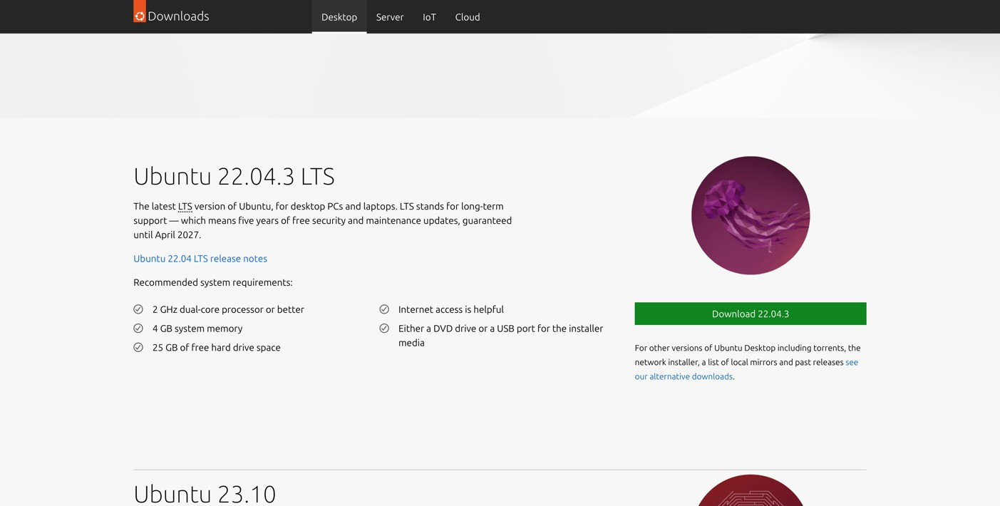 Downloads
Desktop
Server
IoT
Cloud
Ubuntu 22.04.3 LTS
The latest LTS version of Ubuntu, for desktop PCs and laptops. LTS stands for long-term
support — which means five years of free security and maintenance updates, guaranteed
until April 2027.
Ubuntu 22.04 LTS release notes
Recommended system requirements:
2 GHz dual-core processor or better
4 GB system memory
25 GB of free hard drive space
Internet access is helpful
Either a DVD drive or a USB port for the installer
media
Download 22.04.3
For other versions of Ubuntu Desktop including torrents, the
network installer, a list of local mirrors and past releases see
our alternative downloads.
Ubuntu 23.10